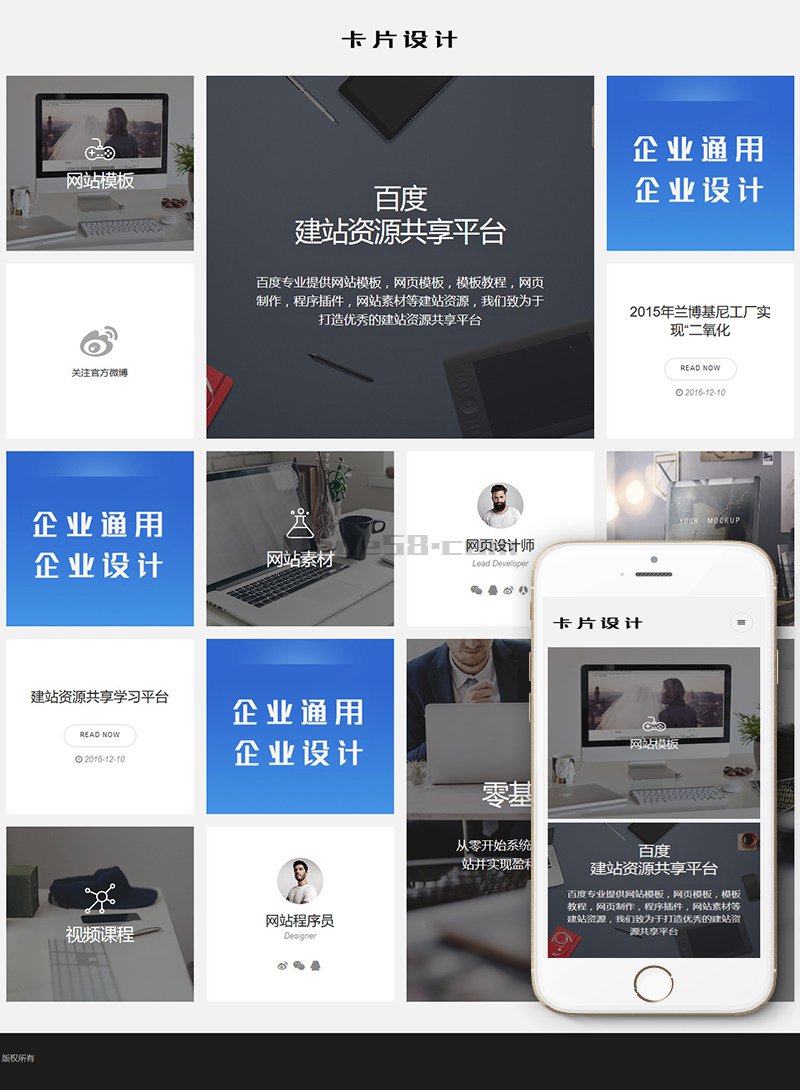 卡片设计
网站模板
百度
建站资源共享平台
百度专业提供网站模板，网页模板，模板教程，网页
制作，程序插件，网站素材等建站资源，我们致为于
打造优秀的建站资源共享平台
企业通用
企业设计
关注官方微博
2015年兰博基尼工厂实
现“二氧化
READ NOW
2016-12-10
企业通用
企业设计
网站素材
网页设计师
Lead Developer
YOUR MOCKUP
建站资源共享学习平台
READ NOW
2016-12-10
企业通用
企业设计
零基
从零开始系统
站并实现盈利
视频课程
网站程序员
Designer
卡片设计
网站模板
百度
建站资源共享平台
百度专业提供网站模板，网页模板，模板
教程，网页制作，程序插件，网站素材等
建站资源，我们致为于打造优秀的建站资
源共享平台
版权所有